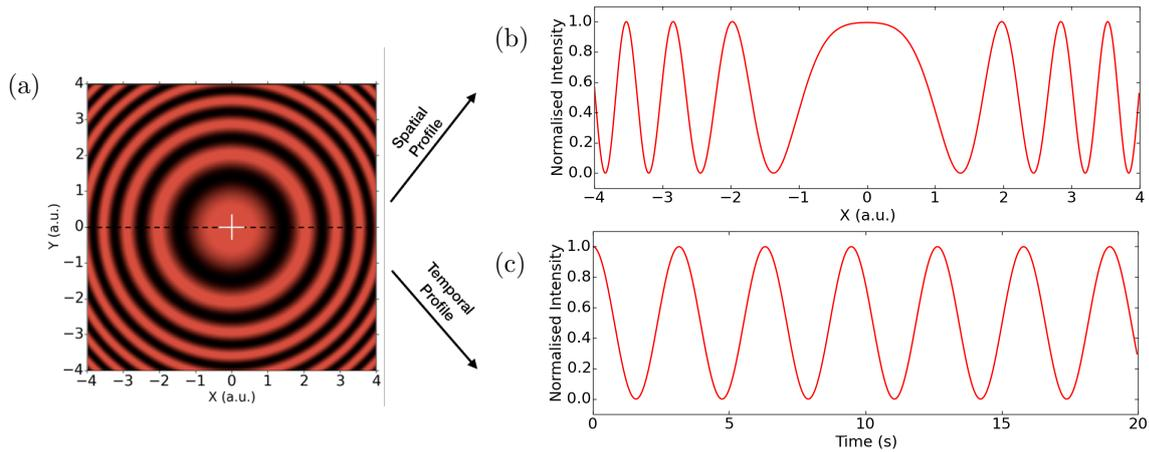 (a)
4
3
2
1
0
−1
−2
−3
−4
Y (a.u.)
−4 −3 −2 −1 0 1 2 3 4
X (a.u.)
Spatial
Profile
Temporal
Profile
(b)
Normalised Intensity
1.0
0.8
0.6
0.4
0.2
0.0
−4 −3 −2 −1 0 1 2 3 4
X (a.u.)
(c)
Normalised Intensity
1.0
0.8
0.6
0.4
0.2
0.0
0 5 10 15 20
Time (s)